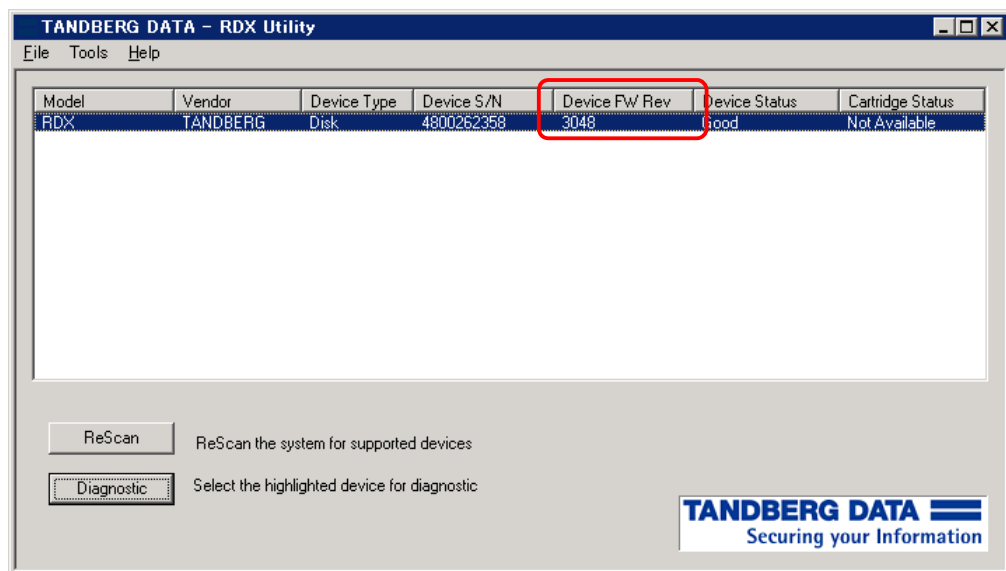 TANDBERG DATA – RDX Utility
File Tools Help
Model Vendor Device Type Device S/N Device FW Rev Device Status Cartridge Status
RDX TANDBERG Disk 4800262358 3048 Good Not Available
ReScan ReScan the system for supported devices
Diagnostic Select the highlighted device for diagnostic
TANDBERG DATA
Securing your Information